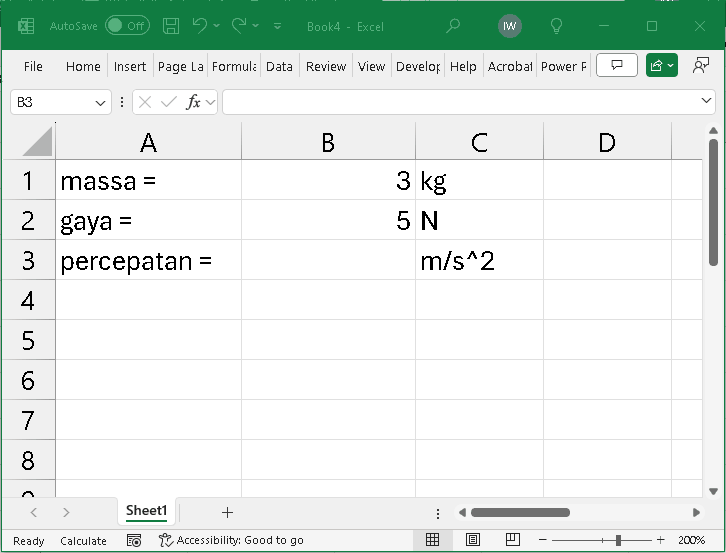 AutoSave Off Book4 - Excel IW
File Home Insert Page La Formula Data Review View Develop Help Acrobat Power P
B3 fx
A B C D
1 massa = 3 kg
2 gaya = 5 N
3 percepatan = m/s^2
4
5
6
7
8
9
Sheet1
Ready Calculate Accessibility: Good to go 200%